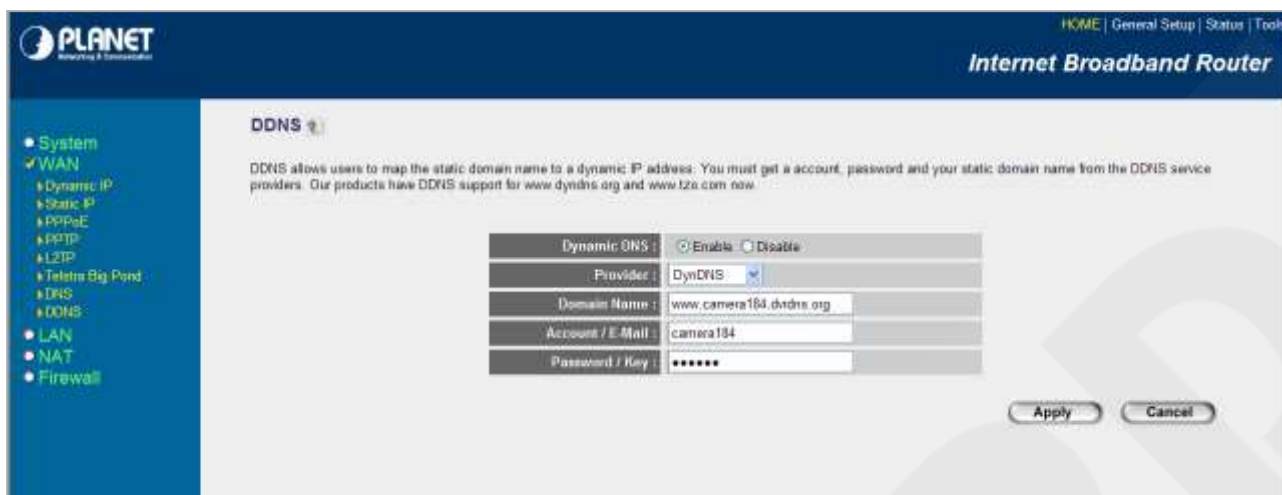 PLANET
Networking & Communication
HOME | General Setup | Status | Tools
Internet Broadband Router
System
WAN
Dynamic IP
Static IP
PPPoE
PPTP
L2TP
Telstra Big Pond
DNS
DDNS
LAN
NAT
Firewall
DDNS
DDNS allows users to map the static domain name to a dynamic IP address. You must get a account, password and your static domain name from the DDNS service
providers. Our products have DDNS support for www.dyndns.org and www.tzo.com now.
Dynamic DNS : Enable Disable
Provider : DynDNS
Domain Name : www.camera184.dvrdns.org
Account / E-Mail : camera184
Password / Key : ●●●●●●
Apply Cancel